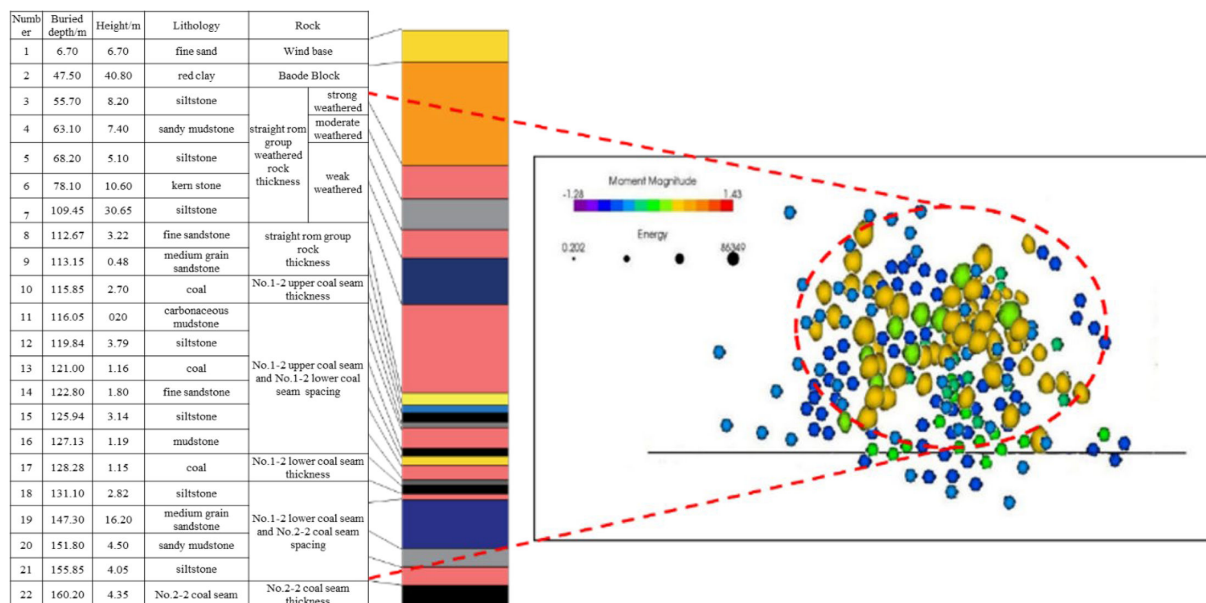 Numb er Buried depth/m Height/m Lithology Rock
1 6.70 6.70 fine sand Wind base
2 47.50 40.80 red clay Baode Block
3 55.70 8.20 siltstone straight rom group weathered rock thickness strong weathered
4 63.10 7.40 sandy mudstone moderate weathered
5 68.20 5.10 siltstone weak weathered
6 78.10 10.60 kern stone
7 109.45 30.65 siltstone
8 112.67 3.22 fine sandstone straight rom group rock thickness
9 113.15 0.48 medium grain sandstone
10 115.85 2.70 coal No.1-2 upper coal seam thickness
11 116.05 020 carbonaceous mudstone No.1-2 upper coal seam and No.1-2 lower coal seam spacing
12 119.84 3.79 siltstone
13 121.00 1.16 coal
14 122.80 1.80 fine sandstone
15 125.94 3.14 siltstone
16 127.13 1.19 mudstone
17 128.28 1.15 coal No.1-2 lower coal seam thickness
18 131.10 2.82 siltstone No.1-2 lower coal seam and No.2-2 coal seam spacing
19 147.30 16.20 medium grain sandstone
20 151.80 4.50 sandy mudstone
21 155.85 4.05 siltstone
22 160.20 4.35 No.2-2 coal seam No.2-2 coal seam thickness
Moment Magnitude
-1.28 1.43
Energy
0.202 86349